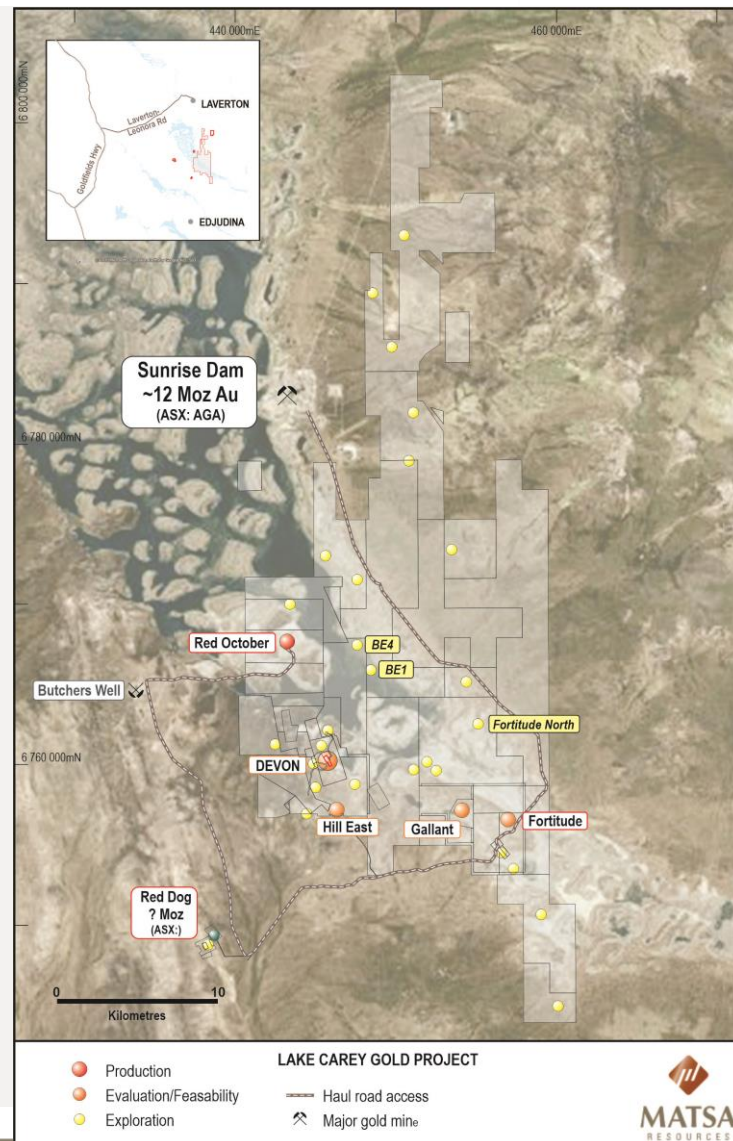 440 000mE
460 000mE
6 800 000mN
LAVERTON
Laverton-
Leonora Rd
Goldfields Hwy
EDJUDINA
Sunrise Dam
~12 Moz Au
(ASX: AGA)
6 780 000mN
Red October
BE4
BE1
Butchers Well
Fortitude North
6 760 000mN
DEVON
Hill East
Gallant
Fortitude
Red Dog
? Moz
(ASX:)
0 10
Kilometres
LAKE CAREY GOLD PROJECT
Production
Evaluation/Feasability
Haul road access
Exploration
Major gold mine
MATSA
RESOURCES